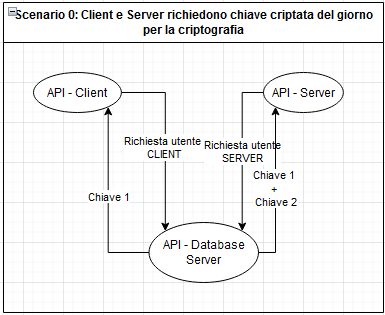 Scenario 0: Client e Server richiedono chiave criptata del giorno
per la criptografia
API - Client
API - Server
Richiesta utente
CLIENT
Richiesta utente
SERVER
Chiave 1
Chiave 1
+
Chiave 2
API - Database
Server